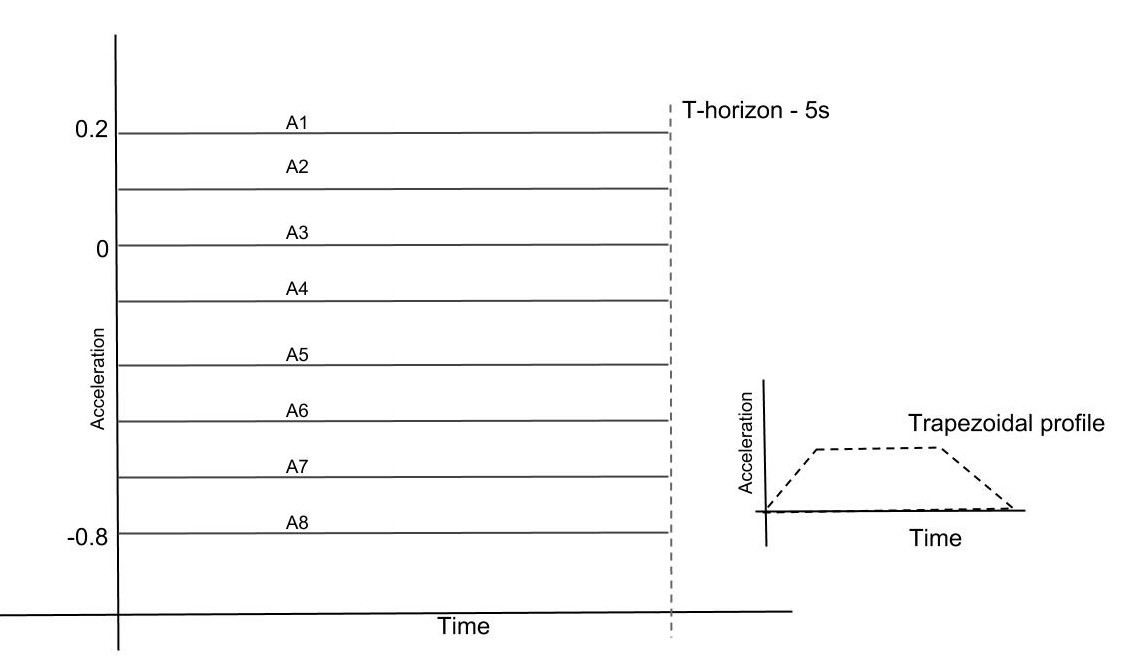 T-horizon - 5s
A1
0.2
A2
A3
0
A4
Acceleration
A5
A6
A7
A8
-0.8
Time
Acceleration
Trapezoidal profile
Time